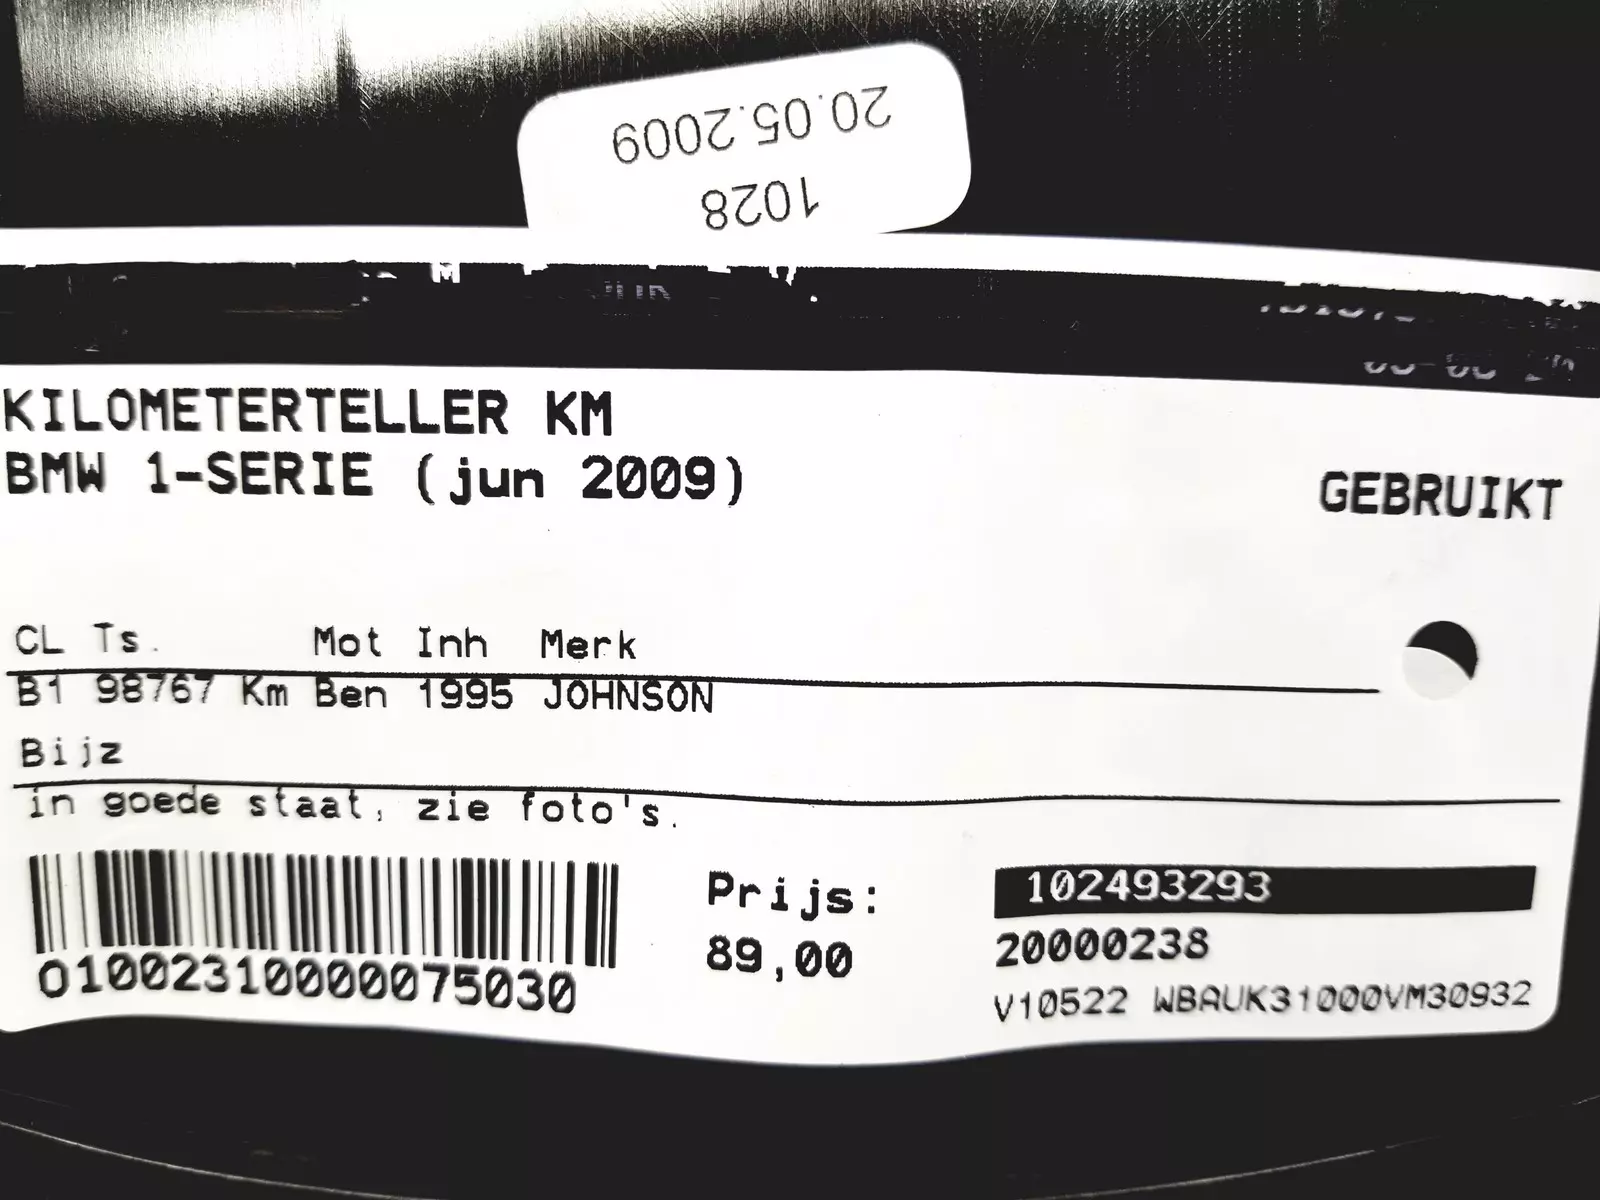 20.05.2009
1028
KILOMETERTELLER KM
BMW 1-SERIE (jun 2009)
GEBRUIKT
CL Ts. Mot Inh Merk
B1 98767 Km Ben 1995 JOHNSON
Bijz
in goede staat, zie foto's.
Prijs:
89,00
102493293
20000238
V10522 WBAUK31000VM30932
01002310000075030